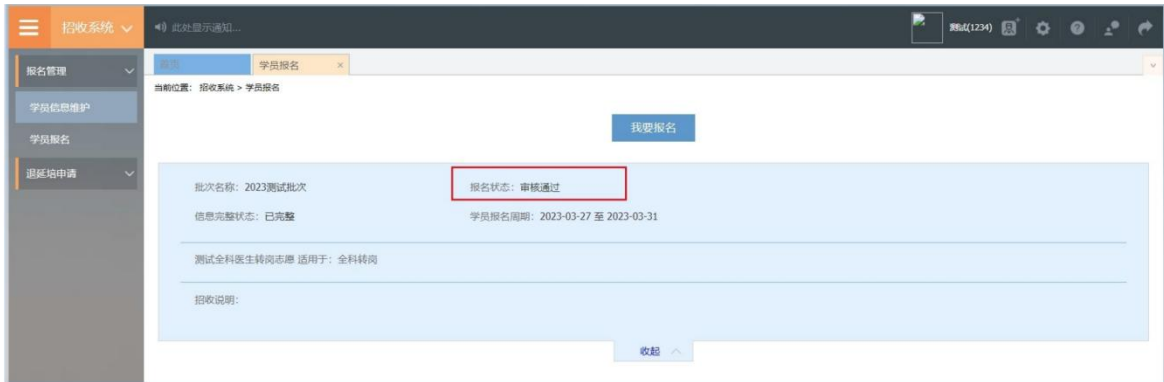 招收系统
此处显示通知...
测试(1234)
报名管理
首页
学员报名 ×
当前位置： 招收系统 > 学员报名
学员信息维护
学员报名
退延培申请
我要报名
批次名称：2023测试批次
报名状态：审核通过
信息完整状态：已完整
学员报名周期：2023-03-27 至 2023-03-31
测试全科医生转岗志愿 适用于：全科转岗
招收说明：
收起